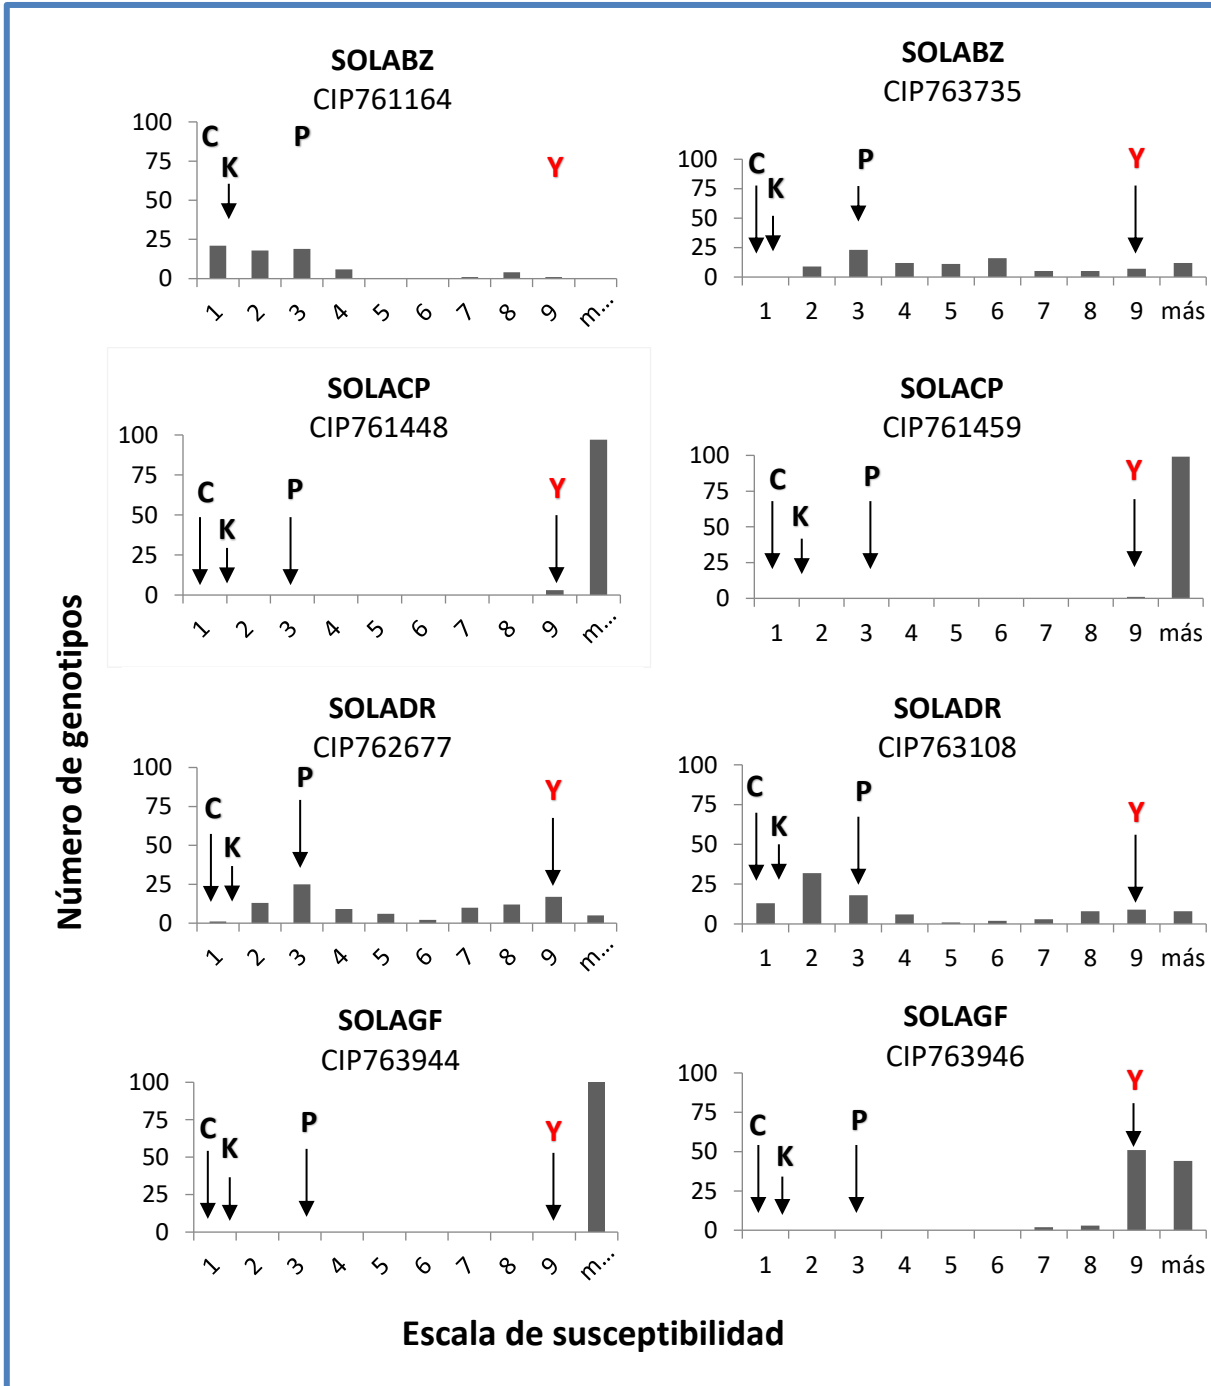 SOLABZ
CIP761164
100
75
50
25
0
C
K
P
Y
1 2 3 4 5 6 7 8 9 m...
SOLABZ
CIP763735
100
75
50
25
0
C
K
P
Y
1 2 3 4 5 6 7 8 9 más
SOLACP
CIP761448
100
75
50
25
0
C
K
P
Y
1 2 3 4 5 6 7 8 9 m...
SOLACP
CIP761459
100
75
50
25
0
C
K
P
Y
1 2 3 4 5 6 7 8 9 más
Número de genotipos
SOLADR
CIP762677
100
75
50
25
0
C
K
P
Y
1 2 3 4 5 6 7 8 9 m...
SOLADR
CIP763108
100
75
50
25
0
C
K
P
Y
1 2 3 4 5 6 7 8 9 más
SOLAGF
CIP763944
100
75
50
25
0
C
K
P
Y
1 2 3 4 5 6 7 8 9 m...
SOLAGF
CIP763946
100
75
50
25
0
C
K
P
Y
1 2 3 4 5 6 7 8 9 más
Escala de susceptibilidad